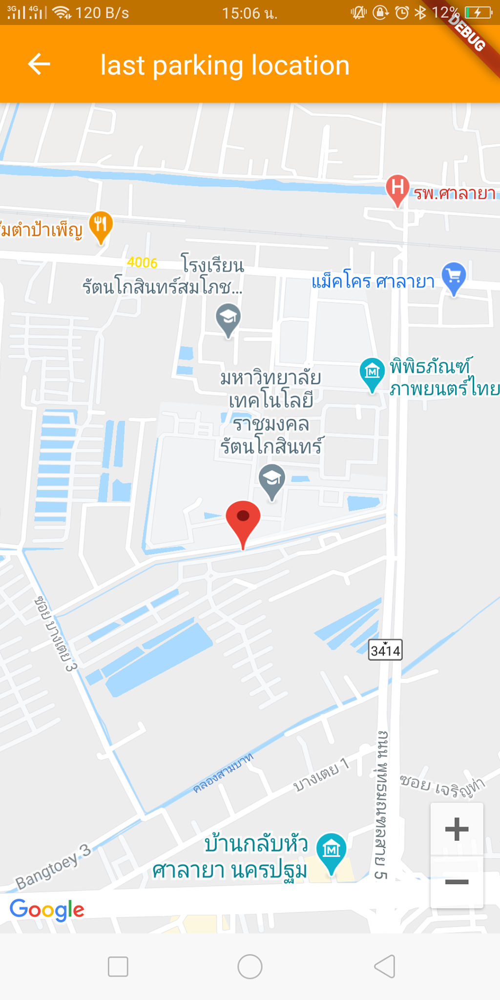 3G 4G 120 B/s 15:06 น. 12%
DEBUG
last parking location
รพ.ศาลายา
มตำป้าเพ็ญ
4006
โรงเรียน
รัตนโกสินทร์สมโภช...
แม็คโคร ศาลายา
พิพิธภัณฑ์
ภาพยนตร์ไทย
มหาวิทยาลัย
เทคโนโลยี
ราชมงคล
รัตนโกสินทร์
ซอย บางเตย 3
3414
ถนน พุทธมณฑลสาย 5
คลองสามบาท
บางเตย 1
ซอย เจริญท่า
บ้านกลับหัว
ศาลายา นครปฐม
Bangtoey 3
+
−
Google